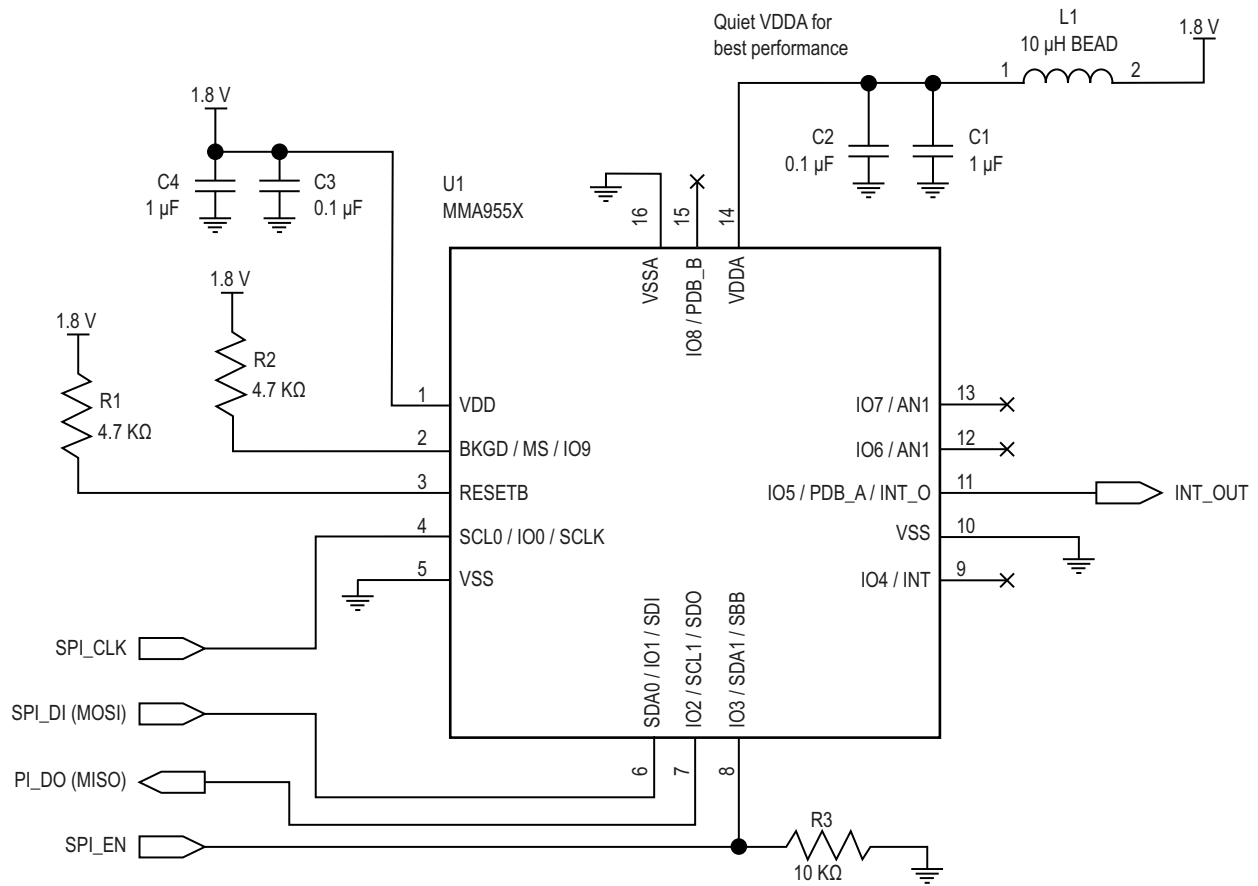 Quiet VDDA for
best performance
L1
10 µH BEAD
1.8 V
1
2
1.8 V
C2
0.1 µF
C1
1 µF
C4
1 µF
C3
0.1 µF
U1
MMA955X
16
15
14
VSSA
IO8 / PDB_B
VDDA
1.8 V
R2
4.7 KΩ
1.8 V
R1
4.7 KΩ
1
VDD
2
BKGD / MS / IO9
3
RESETB
4
SCL0 / IO0 / SCLK
5
VSS
IO7 / AN1
13
IO6 / AN1
12
IO5 / PDB_A / INT_O
11
INT_OUT
VSS
10
IO4 / INT
9
SDA0 / IO1 / SDI
IO2 / SCL1 / SDO
IO3 / SDA1 / SBB
6
7
8
SPI_CLK
SPI_DI (MOSI)
PI_DO (MISO)
SPI_EN
R3
10 KΩ